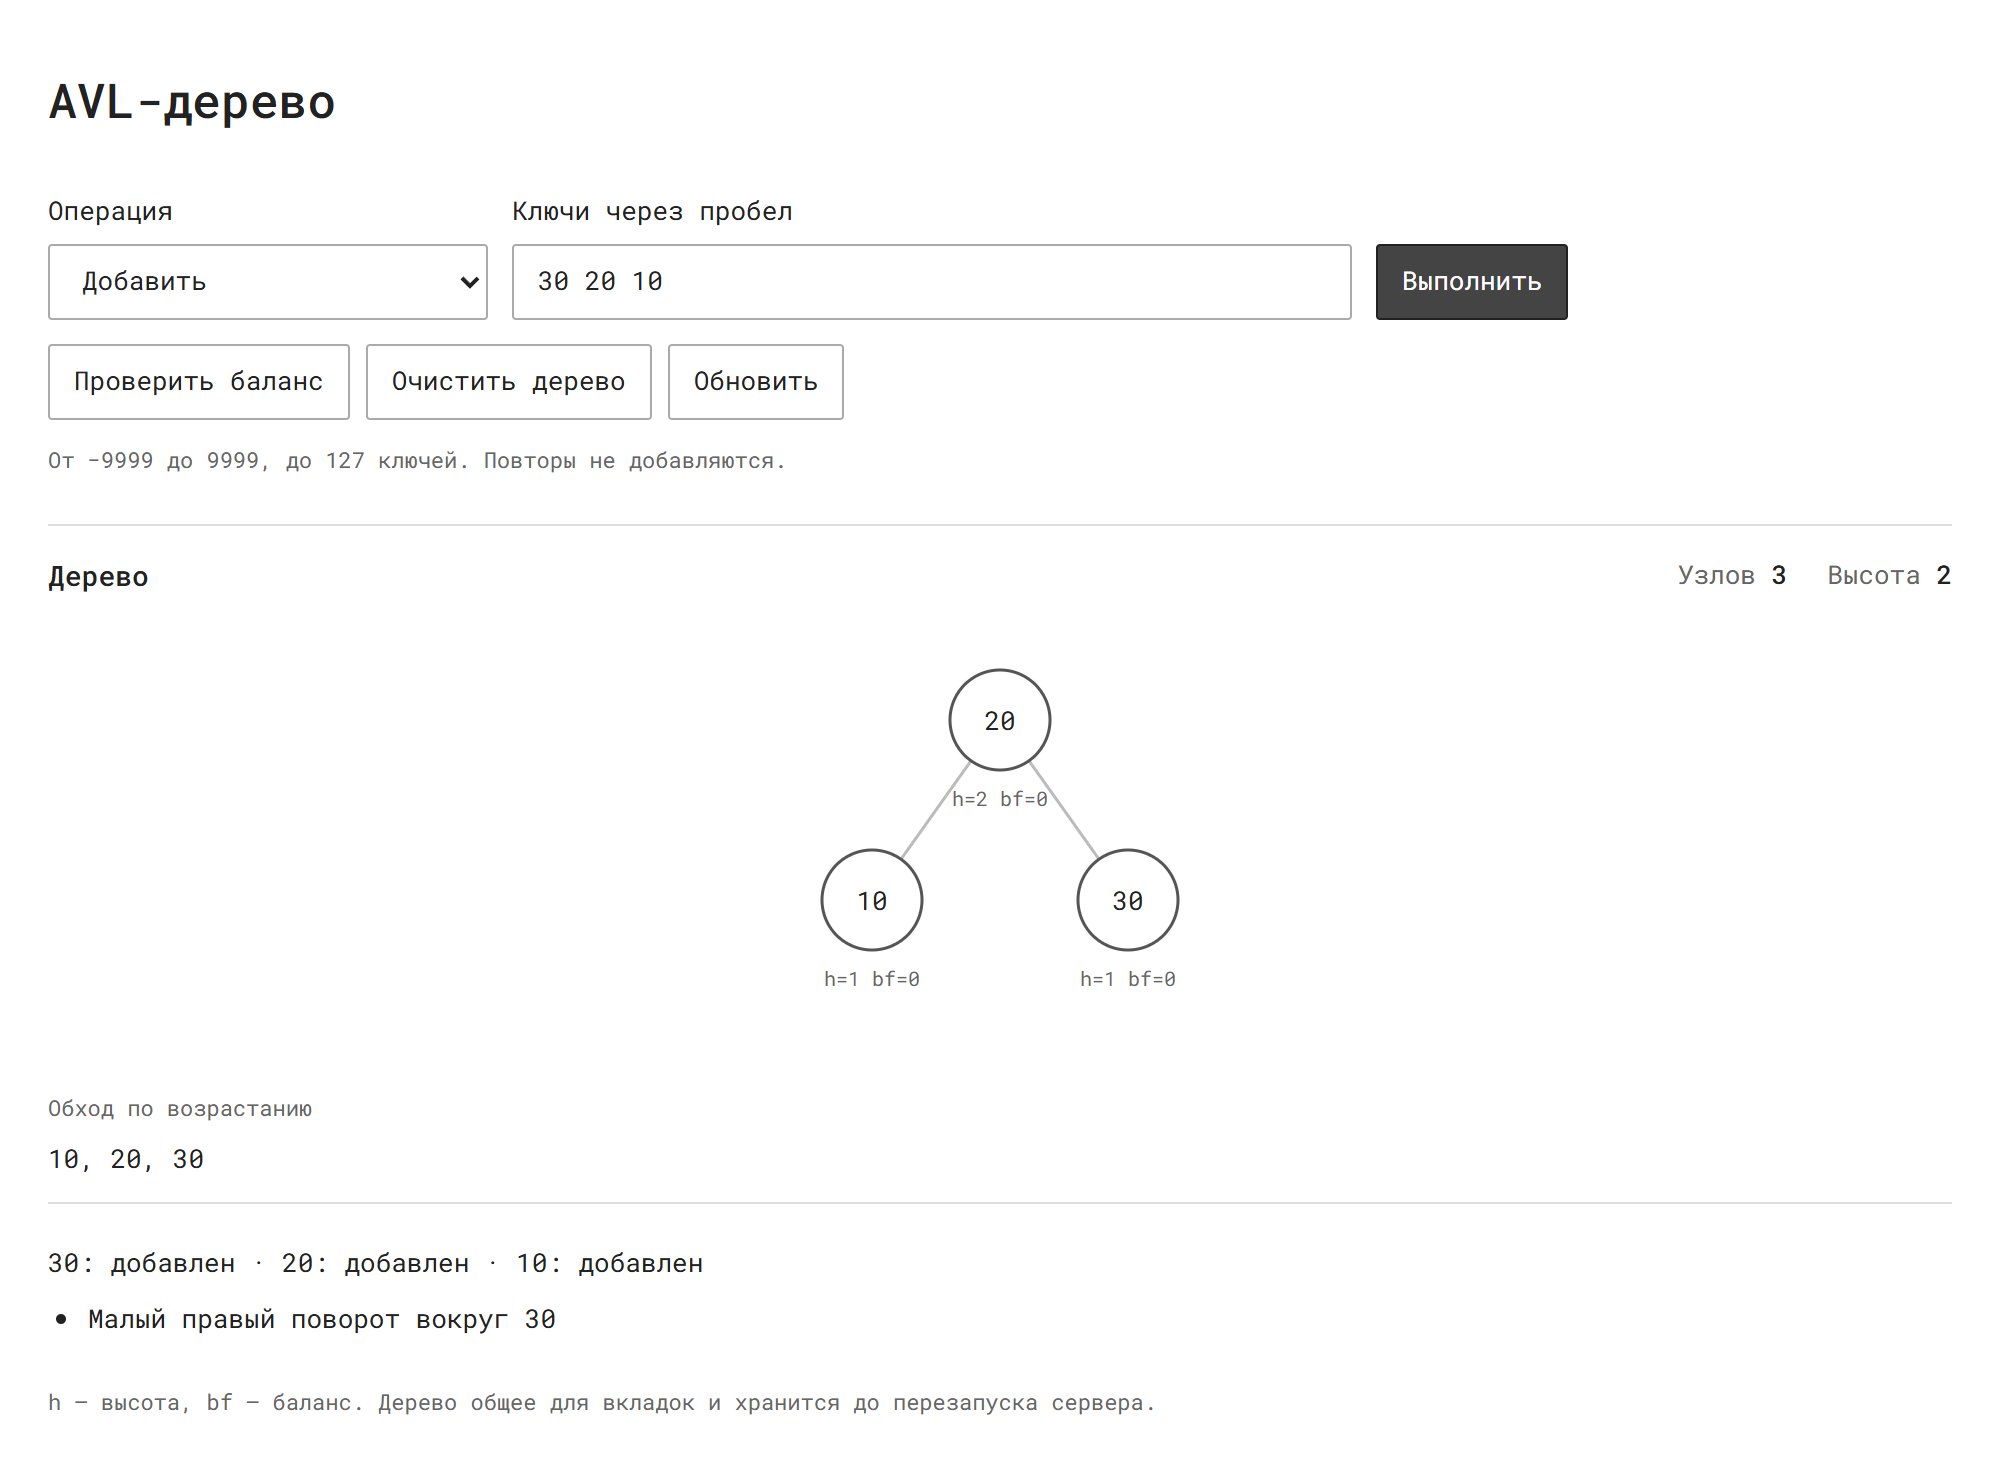 AVL-дерево
Операция
Ключи через пробел
Добавить
30 20 10
Выполнить
Проверить баланс
Очистить дерево
Обновить
От -9999 до 9999, до 127 ключей. Повторы не добавляются.
Дерево
Узлов 3
Высота 2
20
h=2 bf=0
10
30
h=1 bf=0
h=1 bf=0
Обход по возрастанию
10, 20, 30
30: добавлен · 20: добавлен · 10: добавлен
• Малый правый поворот вокруг 30
h — высота, bf — баланс. Дерево общее для вкладок и хранится до перезапуска сервера.